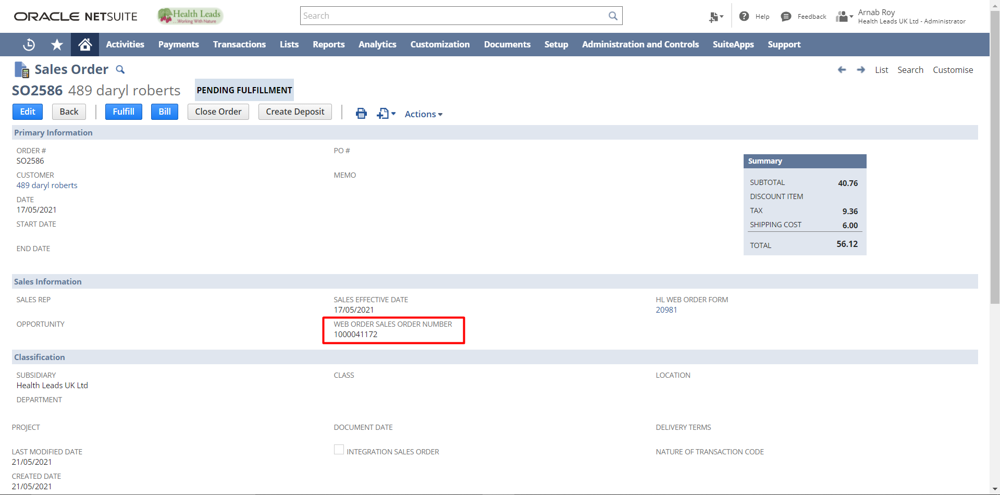 ORACLE NETSUITE
Health Leads
...Working With Nature
Search
Help
Feedback
Arnab Roy
Health Leads UK Ltd - Administrator
Activities Payments Transactions Lists Reports Analytics Customization Documents Setup Administration and Controls SuiteApps Support
Sales Order
List Search Customise
SO2586 489 daryl roberts PENDING FULFILLMENT
Edit Back Fulfill Bill Close Order Create Deposit Actions
Primary Information
ORDER #
SO2586
CUSTOMER
489 daryl roberts
DATE
17/05/2021
START DATE
END DATE
PO #
MEMO
Summary
SUBTOTAL 40.76
DISCOUNT ITEM
TAX 9.36
SHIPPING COST 6.00
TOTAL 56.12
Sales Information
SALES REP
OPPORTUNITY
SALES EFFECTIVE DATE
17/05/2021
WEB ORDER SALES ORDER NUMBER
1000041172
HL WEB ORDER FORM
20981
Classification
SUBSIDIARY
Health Leads UK Ltd
DEPARTMENT
CLASS
LOCATION
PROJECT
LAST MODIFIED DATE
21/05/2021
CREATED DATE
21/05/2021
DOCUMENT DATE
INTEGRATION SALES ORDER
DELIVERY TERMS
NATURE OF TRANSACTION CODE